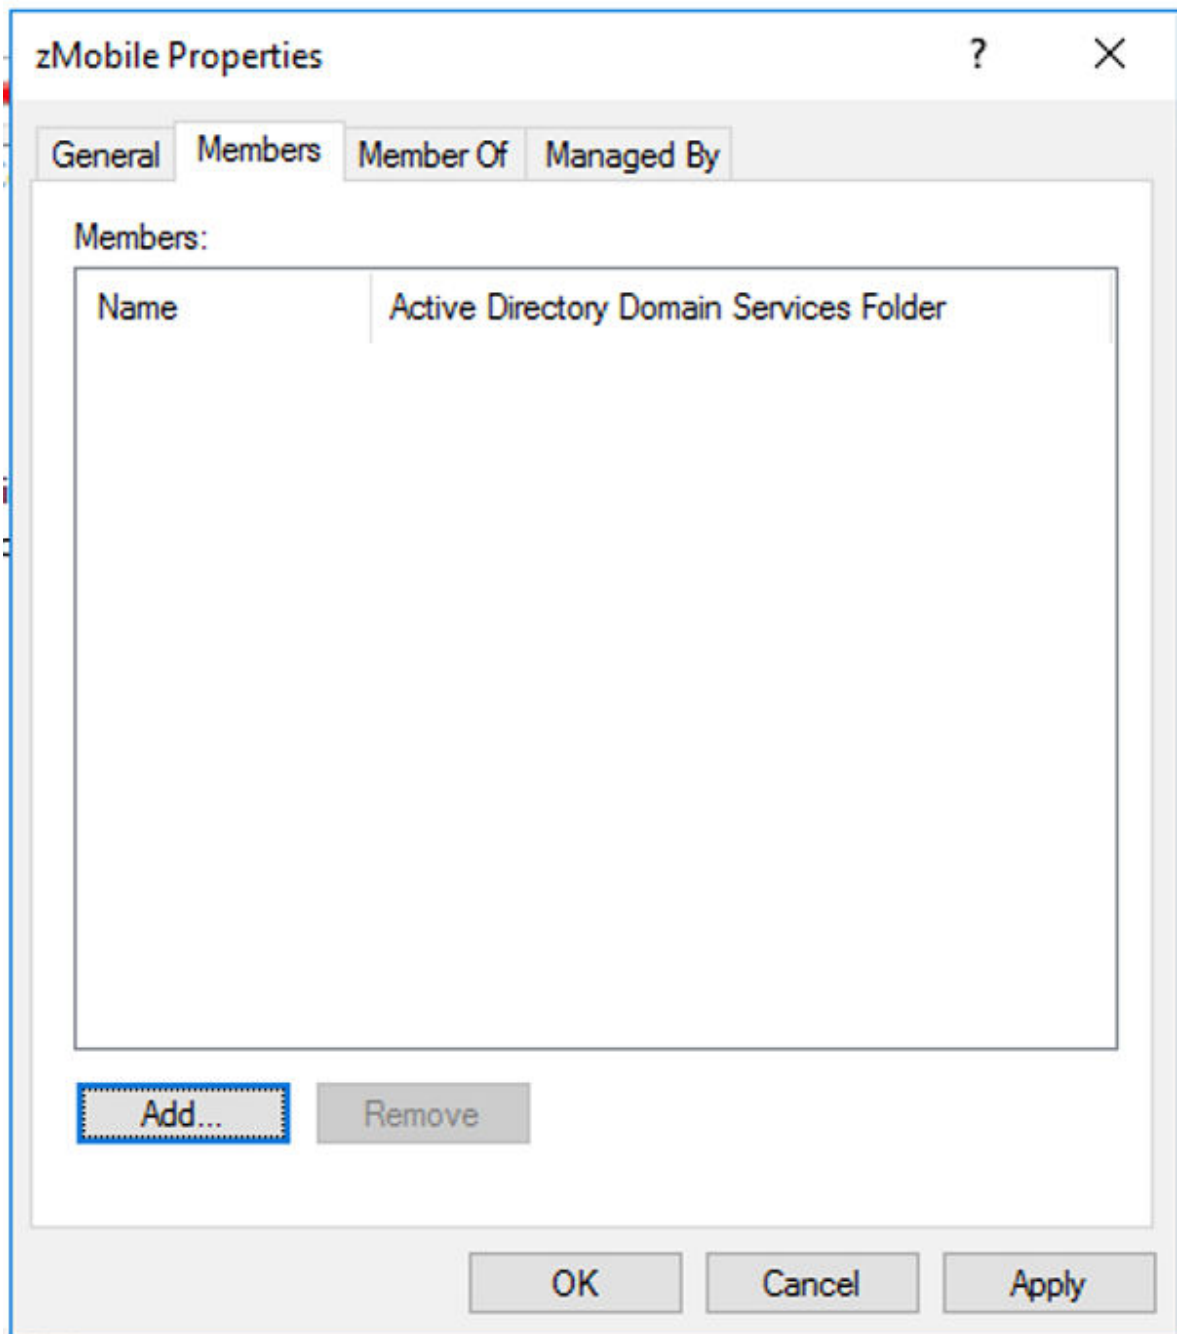 zMobile Properties ?
General Members Member Of Managed By
Members:
Name Active Directory Domain Services Folder
Add... Remove
OK Cancel Apply